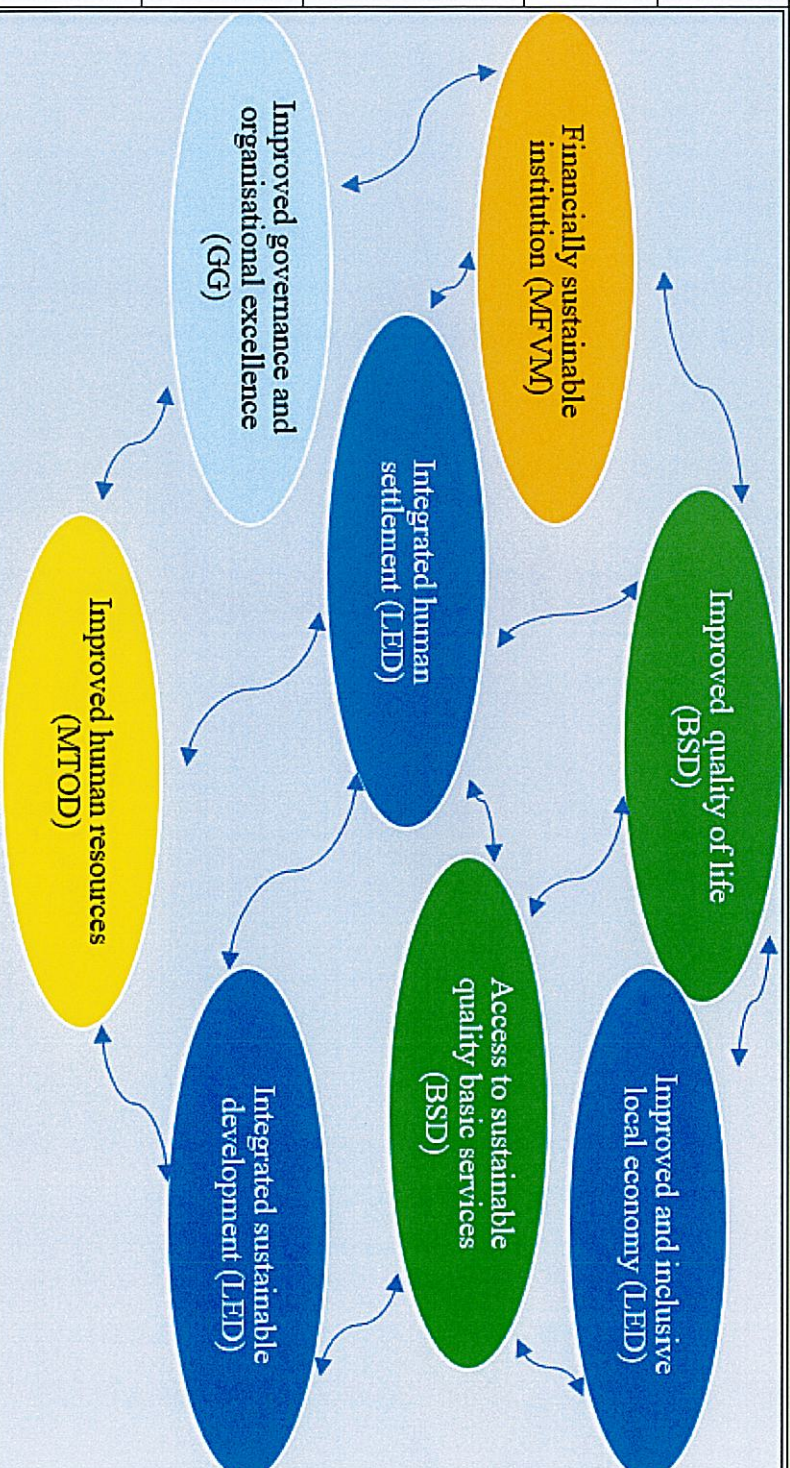 Improved quality of life
(BSD)
Improved and inclusive
local economy (LED)
Financially sustainable
institution (MFVM)
Access to sustainable
quality basic services
(BSD)
Integrated human
settlement (LED)
Improved governance and
organisational excellence
(GG)
Integrated sustainable
development (LED)
Improved human resources
(MTOD)